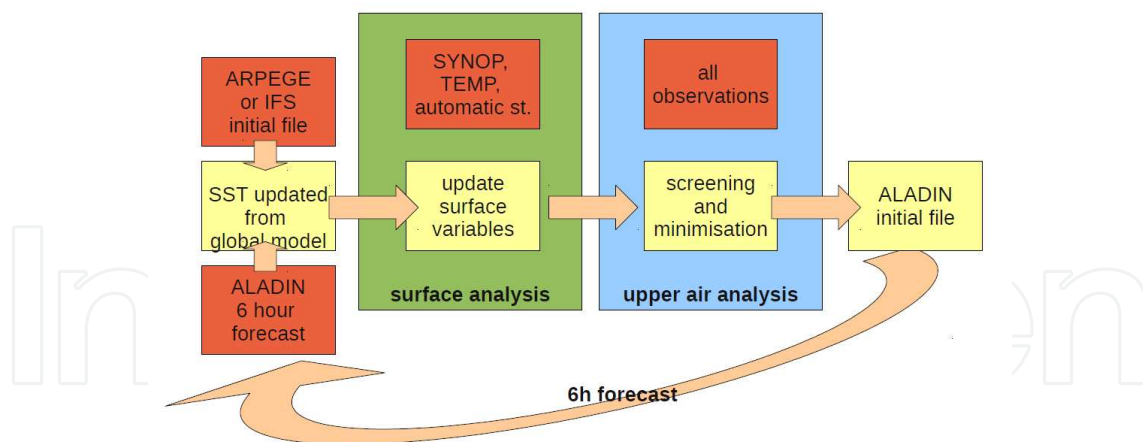 ARPEGE
or IFS
initial file
SST updated
from
global model
ALADIN
6 hour
forecast
SYNOP,
TEMP,
automatic st.
update
surface
variables
surface analysis
all
observations
screening
and
minimisation
upper air analysis
ALADIN
initial file
6h forecast